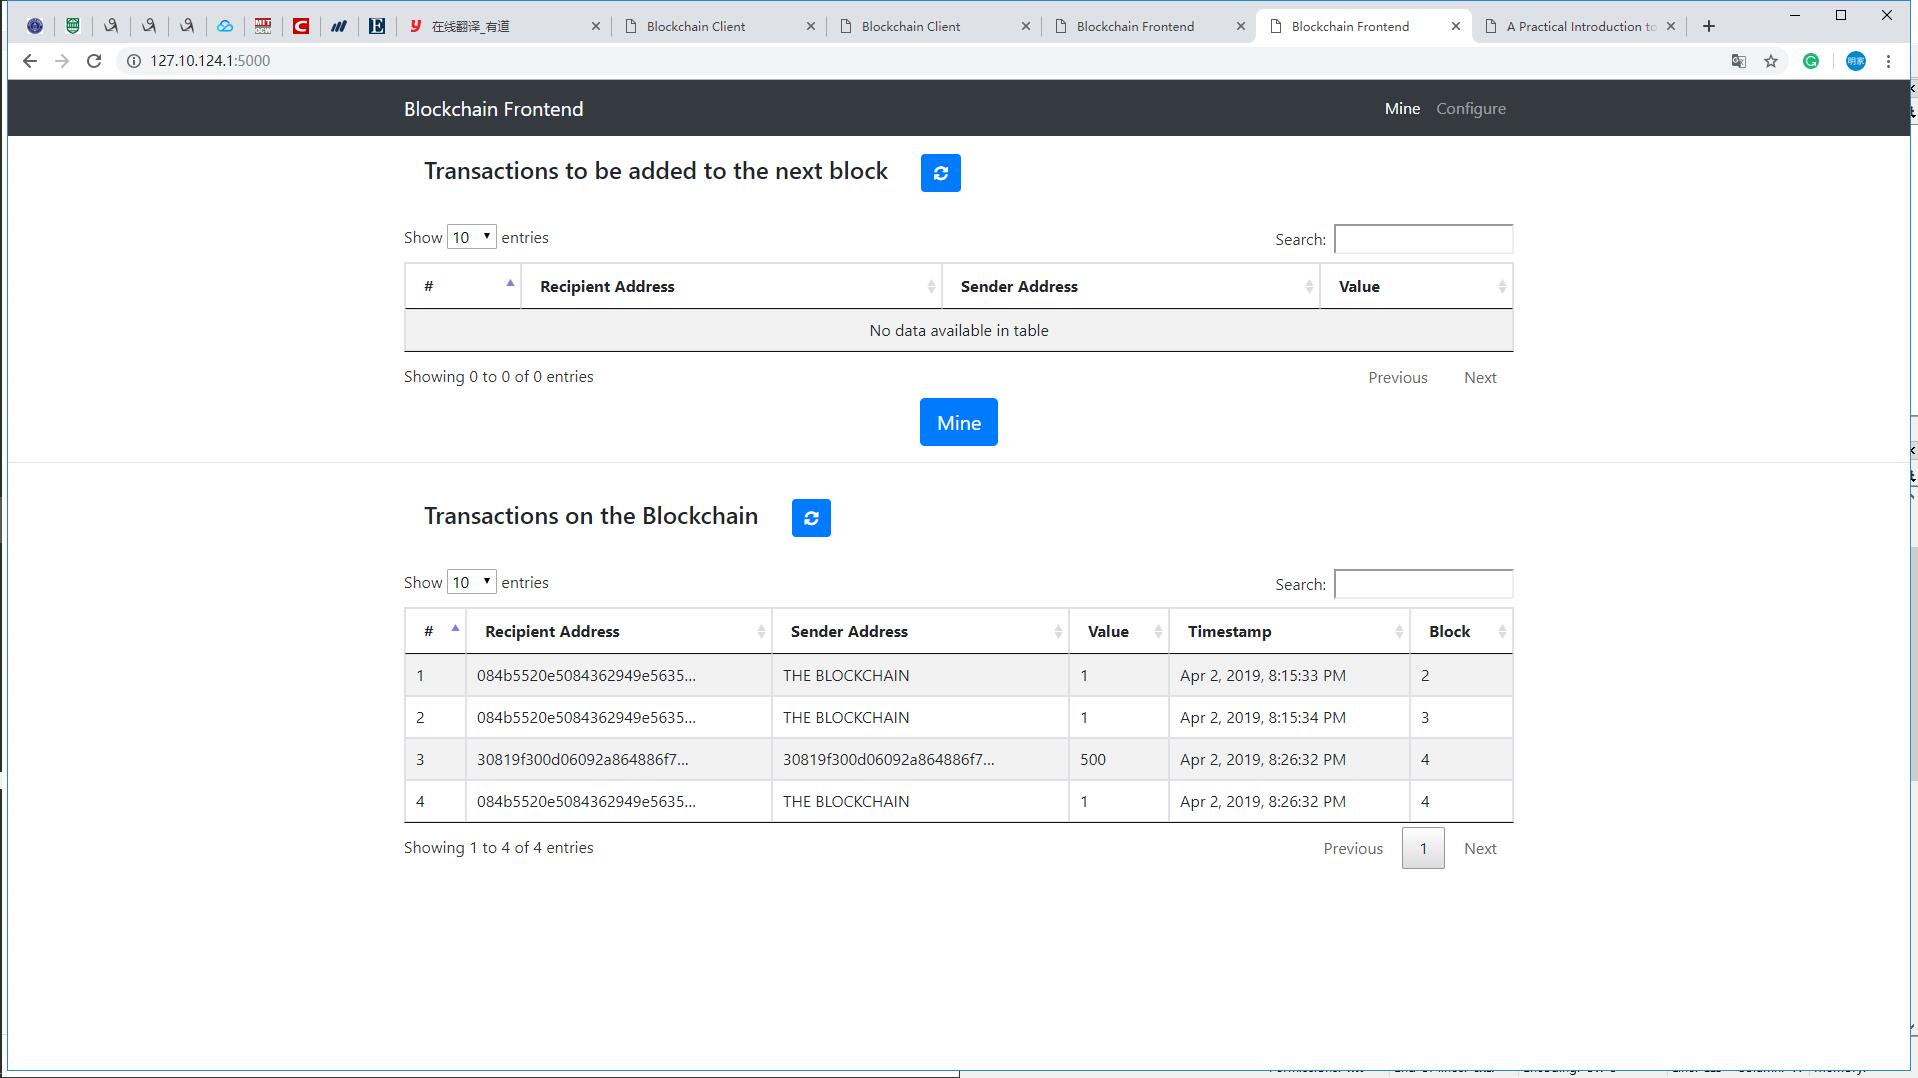 在线翻译_有道
Blockchain Client
Blockchain Client
Blockchain Frontend
Blockchain Frontend
A Practical Introduction to
127.10.124.1:5000
Blockchain Frontend
Mine Configure
Transactions to be added to the next block
Show 10 entries
Search:
# Recipient Address Sender Address Value
No data available in table
Showing 0 to 0 of 0 entries
Previous Next
Mine
Transactions on the Blockchain
Show 10 entries
Search:
# Recipient Address Sender Address Value Timestamp Block
1 084b5520e5084362949e5635... THE BLOCKCHAIN 1 Apr 2, 2019, 8:15:33 PM 2
2 084b5520e5084362949e5635... THE BLOCKCHAIN 1 Apr 2, 2019, 8:15:34 PM 3
3 30819f300d06092a864886f7... 30819f300d06092a864886f7... 500 Apr 2, 2019, 8:26:32 PM 4
4 084b5520e5084362949e5635... THE BLOCKCHAIN 1 Apr 2, 2019, 8:26:32 PM 4
Showing 1 to 4 of 4 entries
Previous 1 Next